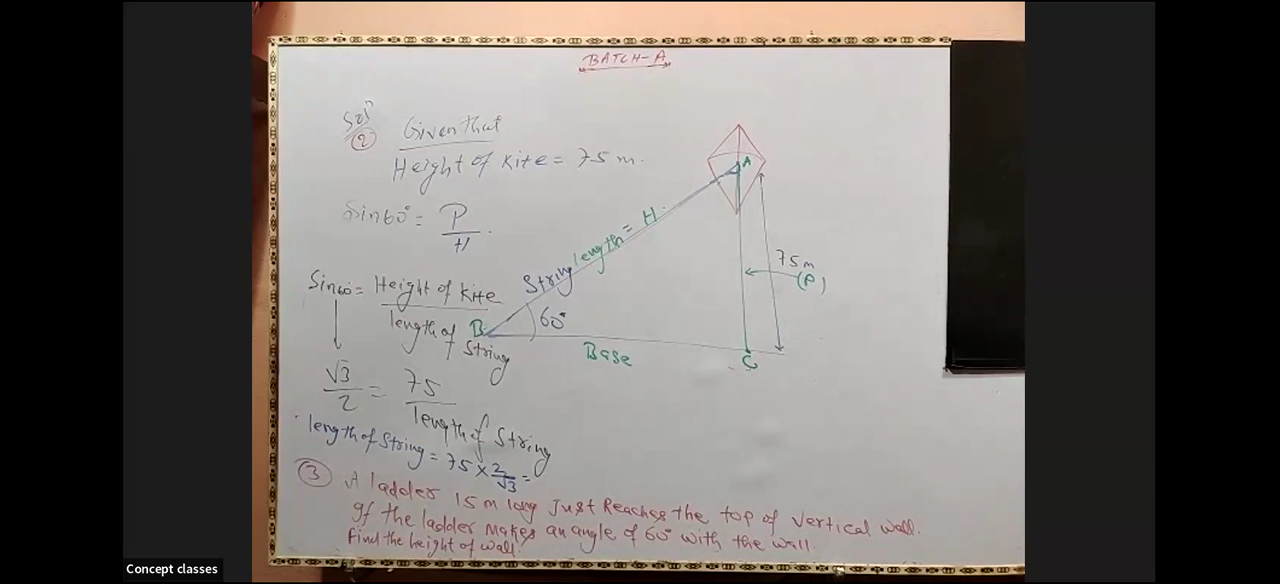 BATCH-A
Solⁿ
2
Given that
Height of Kite = 75 m.
Sin60° = P/H.
Sin60 = Height of Kite / length of String
√3/2 = 75 / length of String
length of String = 75 × 2/√3 =
A
String length = H
75m
(P)
B
60°
Base
C
3 A ladder 15 m long Just Reaches the top of Vertical wall.
If the ladder makes an angle of 60° with the wall.
Find the height of wall.
Concept classes